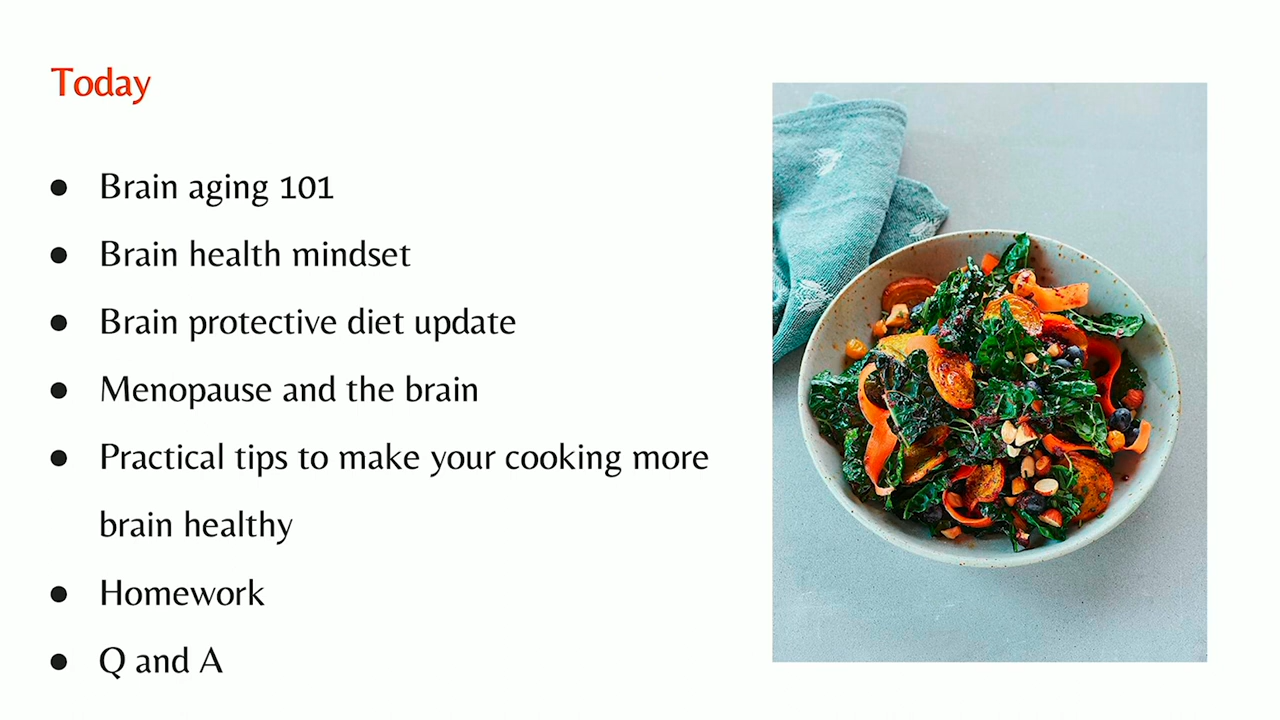 Today
● Brain aging 101
● Brain health mindset
● Brain protective diet update
● Menopause and the brain
● Practical tips to make your cooking more
brain healthy
● Homework
● Q and A